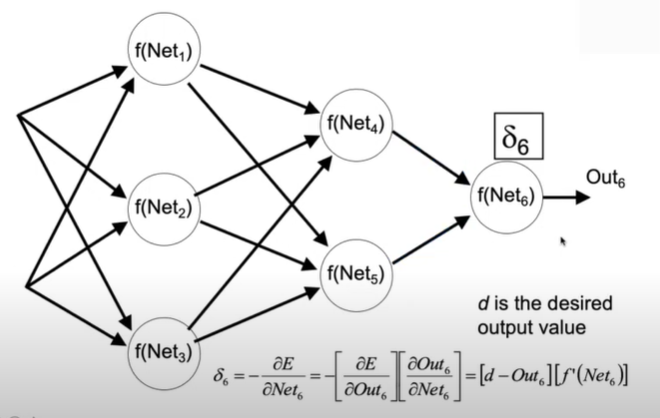 f(Net₁)
f(Net₄)
δ₆
f(Net₂)
f(Net₆)
Out₆
f(Net₅)
d is the desired
output value
f(Net₃)
δ₆ = -∂E/∂Net₆ = -[∂E/∂Out₆][∂Out₆/∂Net₆] = [d - Out₆][f'(Net₆)]